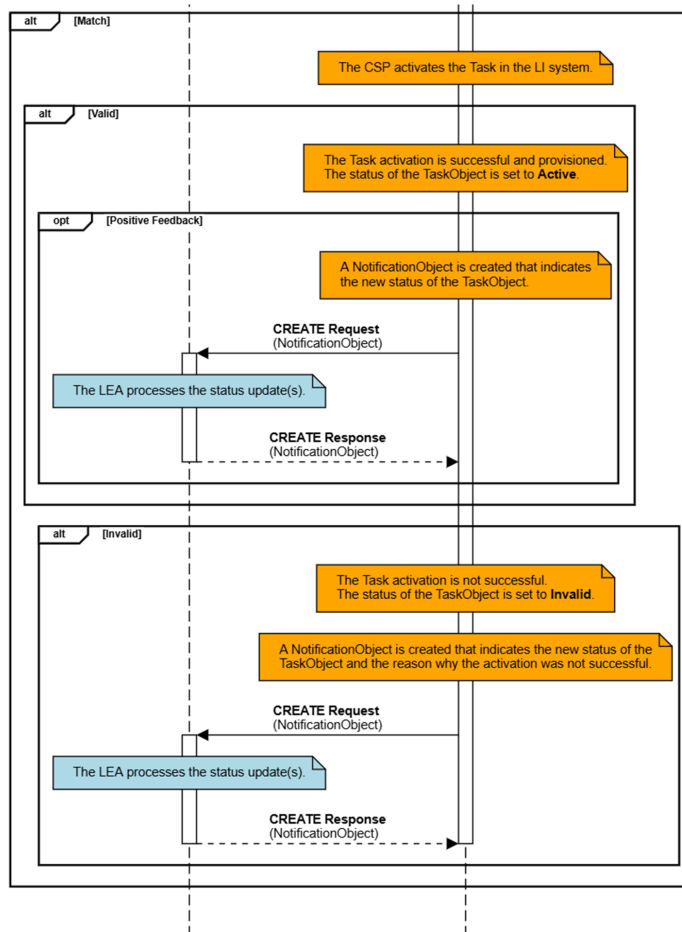 alt [Match]
The CSP activates the Task in the LI system.
alt [Valid]
The Task activation is successful and provisioned.
The status of the TaskObject is set to Active.
opt [Positive Feedback]
A NotificationObject is created that indicates
the new status of the TaskObject.
CREATE Request
(NotificationObject)
The LEA processes the status update(s).
CREATE Response
(NotificationObject)
alt [Invalid]
The Task activation is not successful.
The status of the TaskObject is set to Invalid.
A NotificationObject is created that indicates the new status of the
TaskObject and the reason why the activation was not successful.
CREATE Request
(NotificationObject)
The LEA processes the status update(s).
CREATE Response
(NotificationObject)